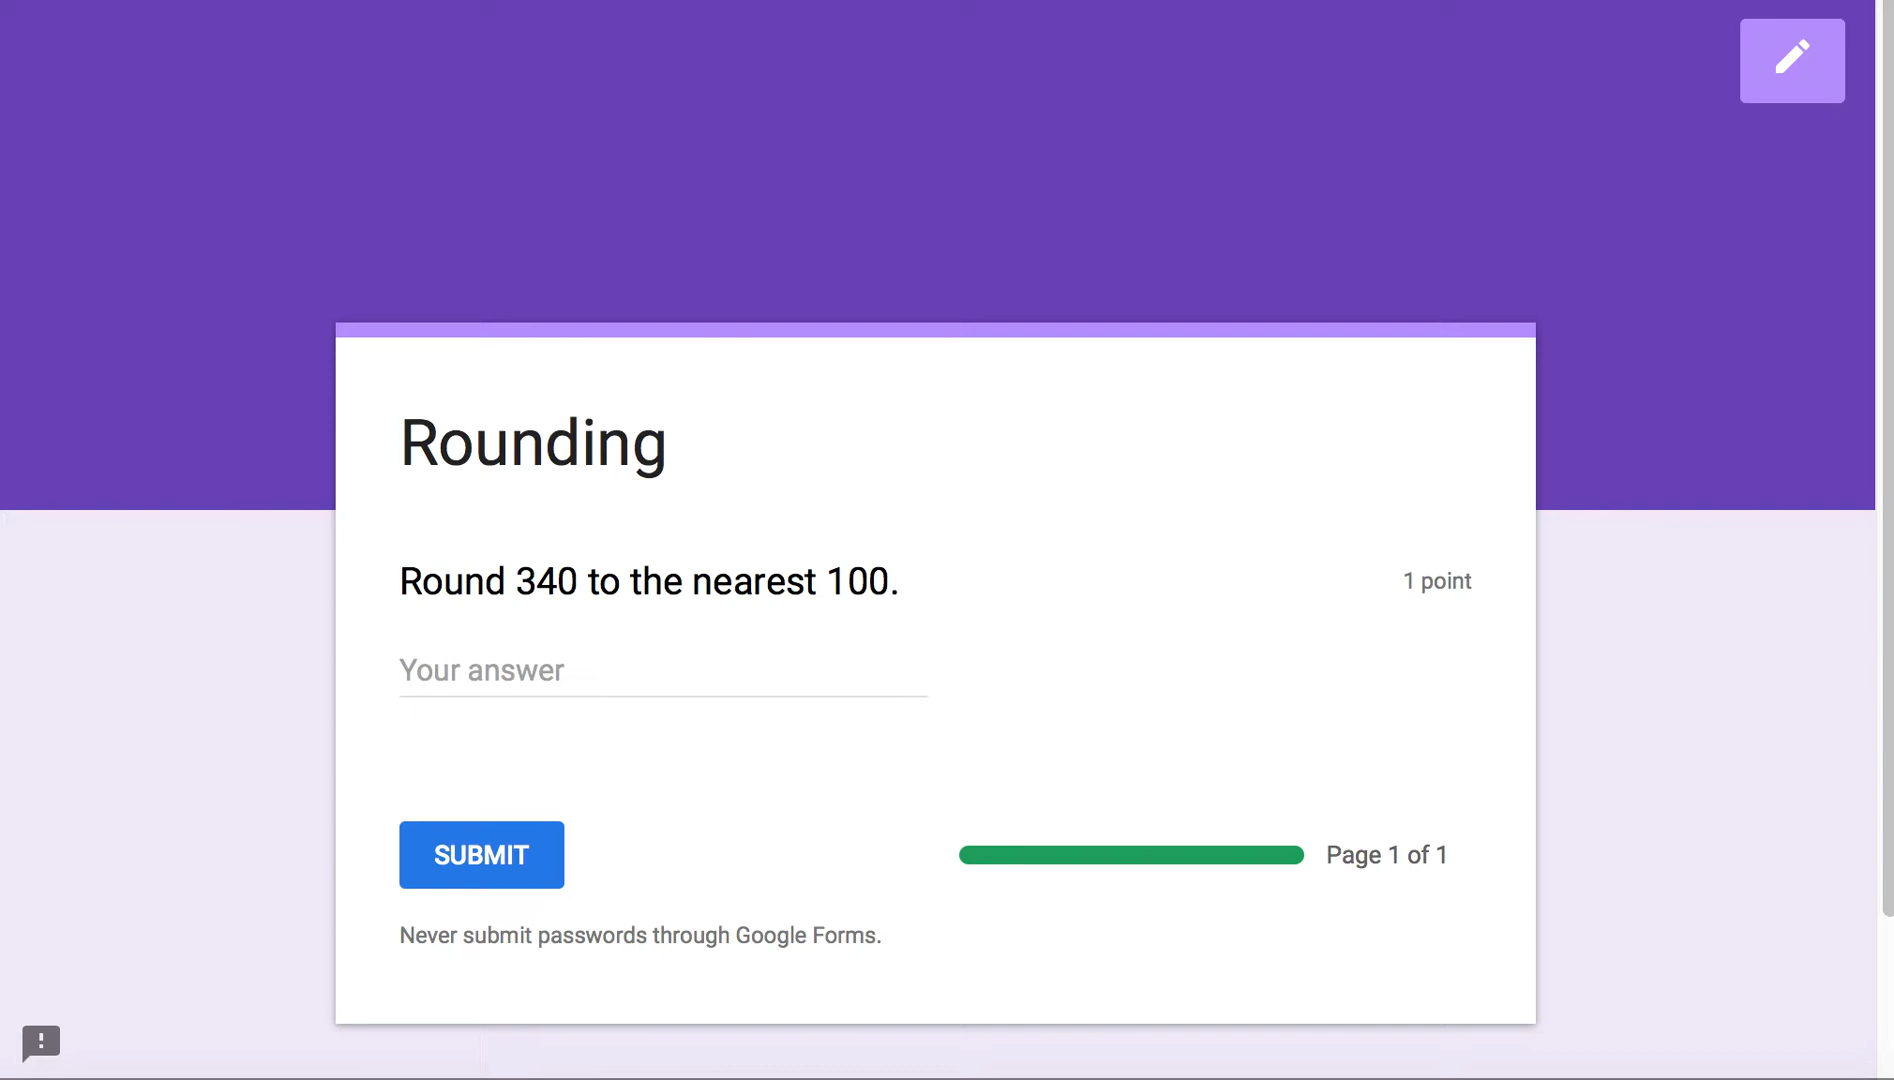 Rounding
Round 340 to the nearest 100.
1 point
Your answer
SUBMIT
Page 1 of 1
Never submit passwords through Google Forms.